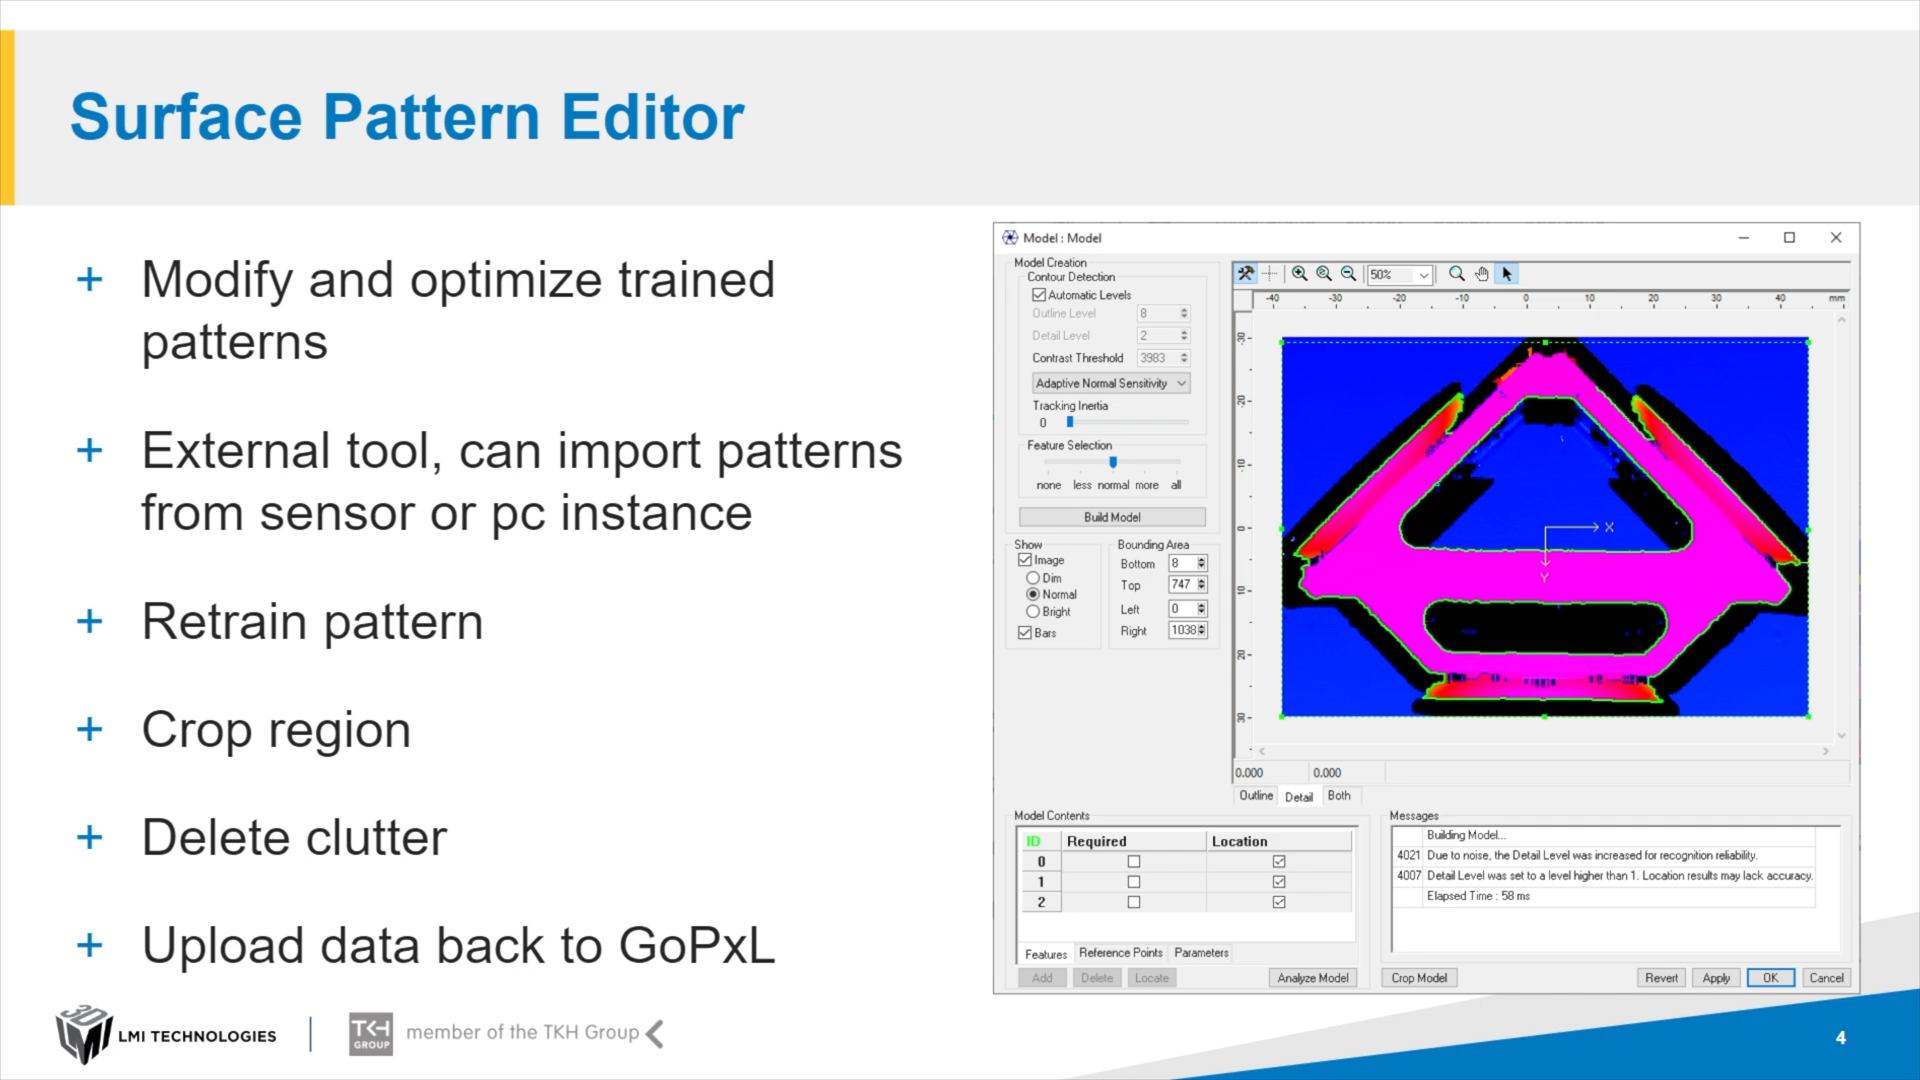 Surface Pattern Editor
+ Modify and optimize trained
patterns
+ External tool, can import patterns
from sensor or pc instance
+ Retrain pattern
+ Crop region
+ Delete clutter
+ Upload data back to GoPxL
Model : Model
Model Creation
Contour Detection
Automatic Levels
Outline Level 8
Detail Level 2
Contrast Threshold 3983
Adaptive Normal Sensitivity
Tracking Inertia
0
Feature Selection
none less normal more all
Build Model
Show
Image
Dim
Normal
Bright
Bars
Bounding Area
Bottom 8
Top 747
Left 0
Right 1038
50%
-40 -30 -20 -10 0 10 20 30 40 mm
-30
-20
-10
0
10
20
30
X
Y
0.000 0.000
Outline Detail Both
Model Contents
ID Required Location
0
1
2
Features Reference Points Parameters
Add Delete Locate Analyze Model
Messages
Building Model...
4021 Due to noise, the Detail Level was increased for recognition reliability.
4007 Detail Level was set to a level higher than 1. Location results may lack accuracy.
Elapsed Time : 58 ms
Crop Model Revert Apply OK Cancel
3D LMI TECHNOLOGIES
TKH GROUP member of the TKH Group
4